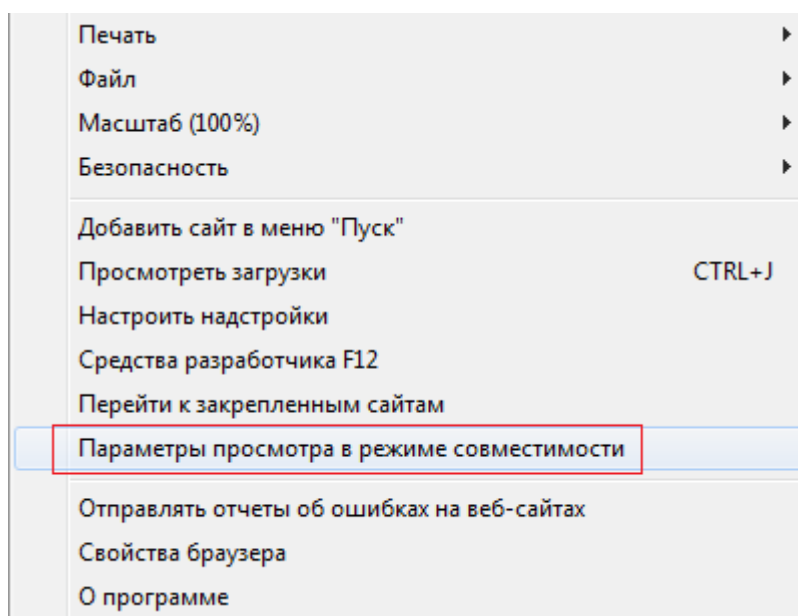 Печать
Файл
Масштаб (100%)
Безопасность
Добавить сайт в меню "Пуск"
Просмотреть загрузки CTRL+J
Настроить надстройки
Средства разработчика F12
Перейти к закрепленным сайтам
Параметры просмотра в режиме совместимости
Отправлять отчеты об ошибках на веб-сайтах
Свойства браузера
О программе